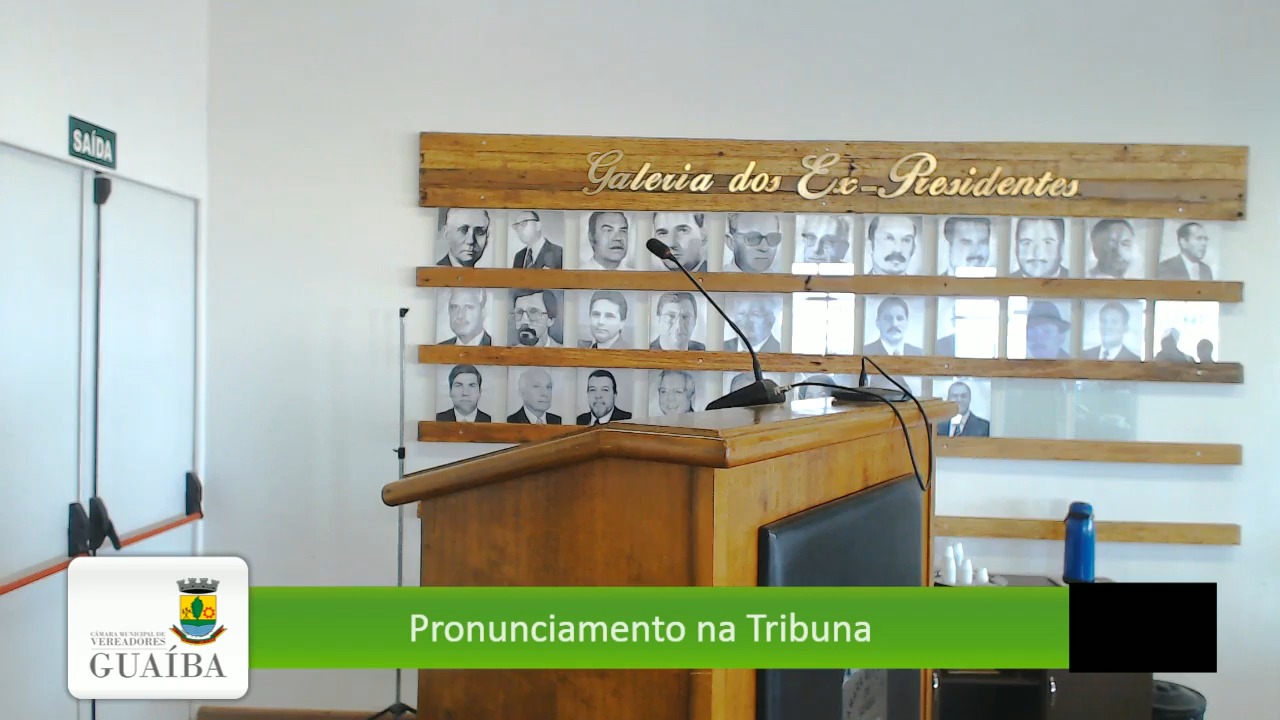 SAÍDA
Galeria dos Ex-Presidentes
Pronunciamento na Tribuna
CÂMARA MUNICIPAL DE
VEREADORES
GUAÍBA